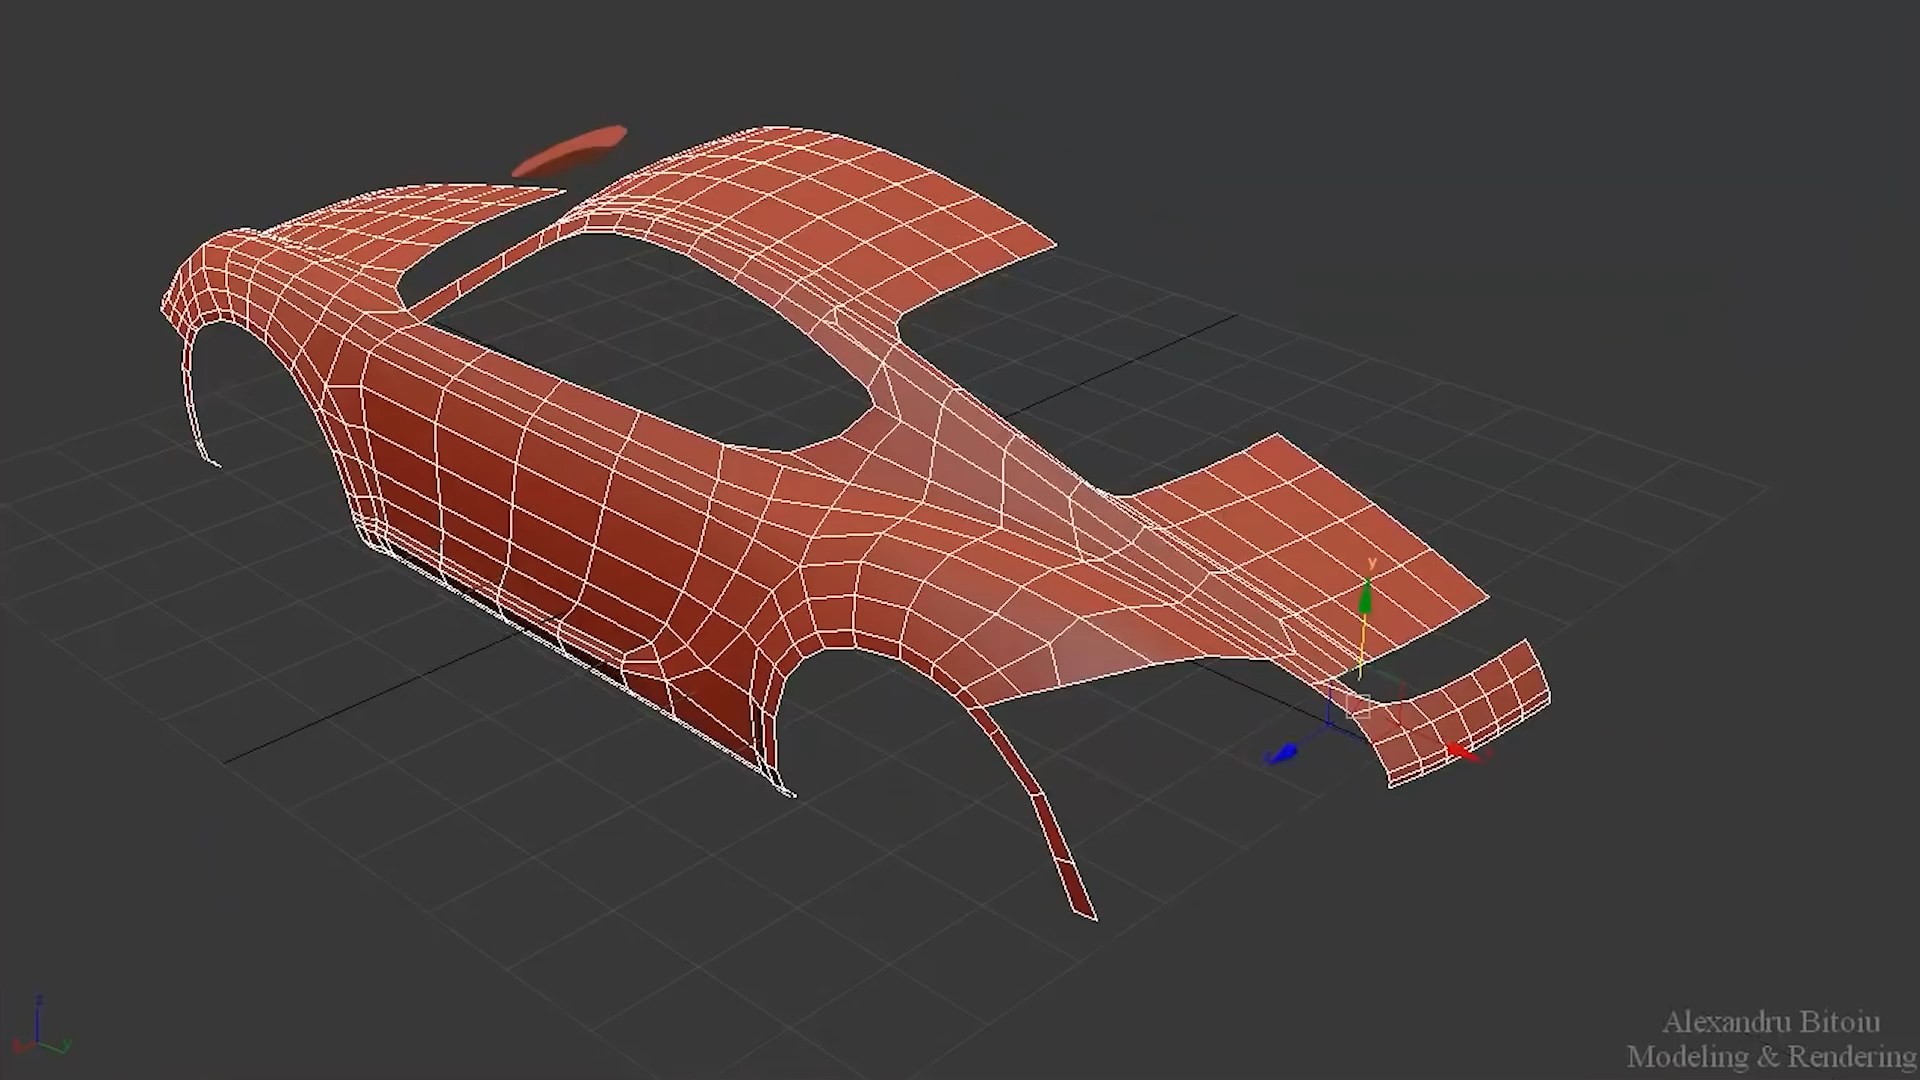 y
z
y
Alexandru Bitoiu
Modeling & Rendering